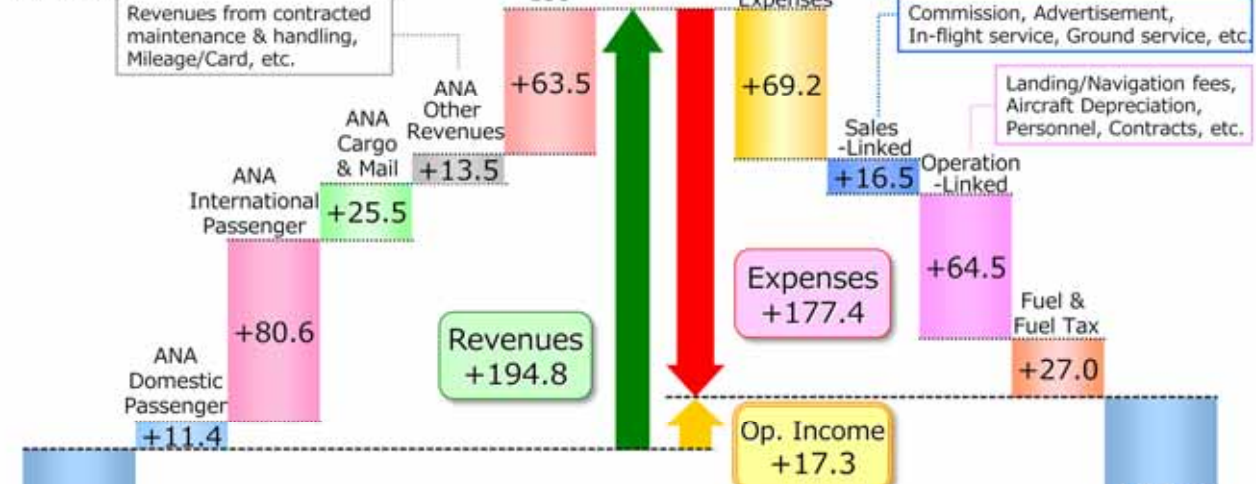 Revenues from contracted
maintenance & handling,
Mileage/Card, etc.
ANA
Other
Revenues
+13.5
ANA
Cargo
& Mail
+25.5
ANA
International
Passenger
+80.6
ANA
Domestic
Passenger
+11.4
+63.5
Revenues
+194.8
Expenses
+69.2
Commission, Advertisement,
In-flight service, Ground service, etc.
Sales
-Linked
+16.5
Landing/Navigation fees,
Aircraft Depreciation,
Personnel, Contracts, etc.
Operation
-Linked
+64.5
Expenses
+177.4
Fuel &
Fuel Tax
+27.0
Op. Income
+17.3